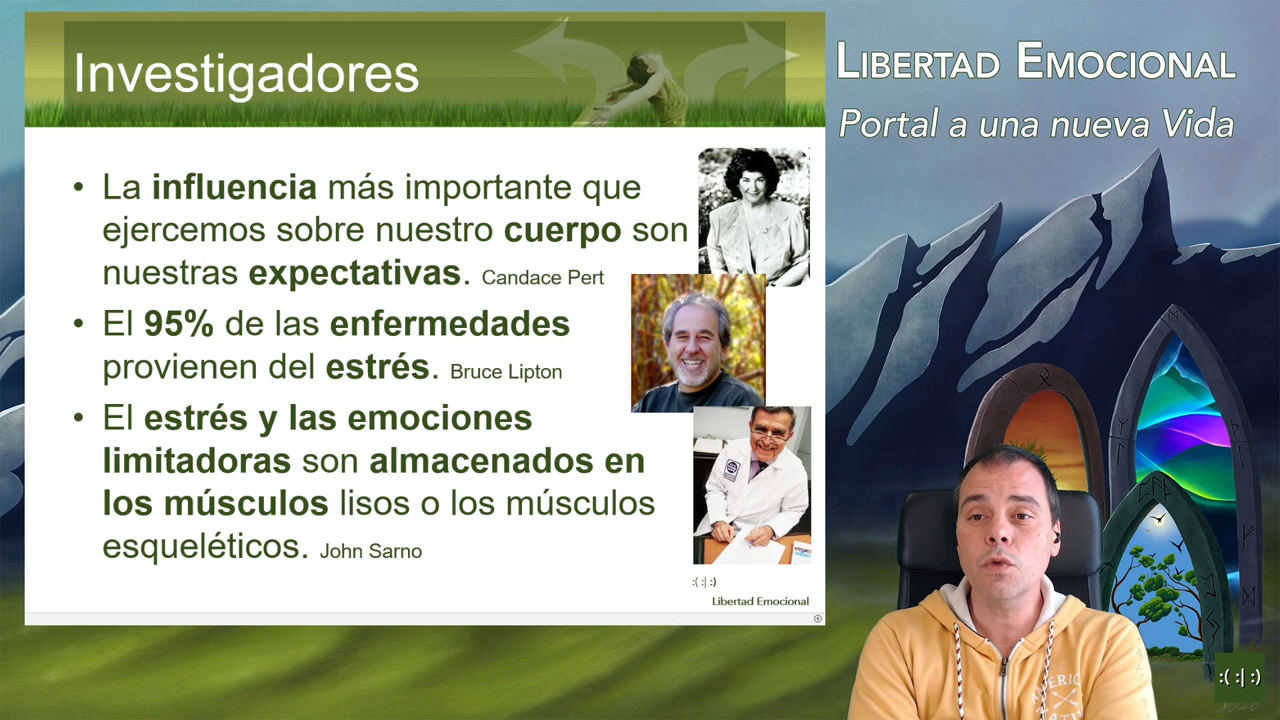 Investigadores
• La influencia más importante que
ejercemos sobre nuestro cuerpo son
nuestras expectativas. Candace Pert
• El 95% de las enfermedades
provienen del estrés. Bruce Lipton
• El estrés y las emociones
limitadoras son almacenados en
los músculos lisos o los músculos
esqueléticos. John Sarno
:( :| :)
Libertad Emocional
LIBERTAD EMOCIONAL
Portal a una nueva Vida
:( :| :)